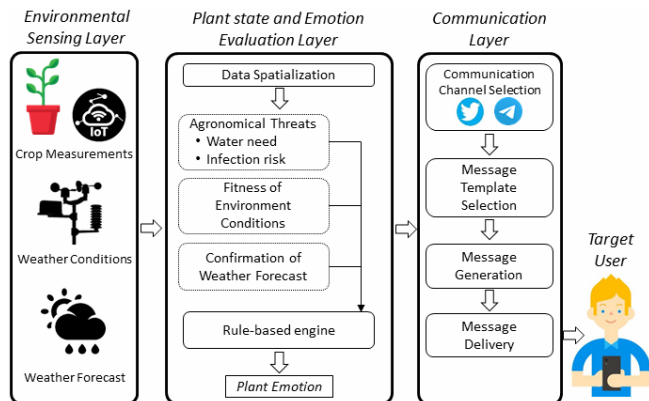 Environmental
Sensing Layer
IoT
Crop Measurements
Weather Conditions
Weather Forecast
Plant state and Emotion
Evaluation Layer
Data Spatialization
Agronomical Threats
• Water need
• Infection risk
Fitness of
Environment
Conditions
Confirmation of
Weather Forecast
Rule-based engine
Plant Emotion
Communication
Layer
Communication
Channel Selection
Message
Template
Selection
Message
Generation
Message
Delivery
Target
User